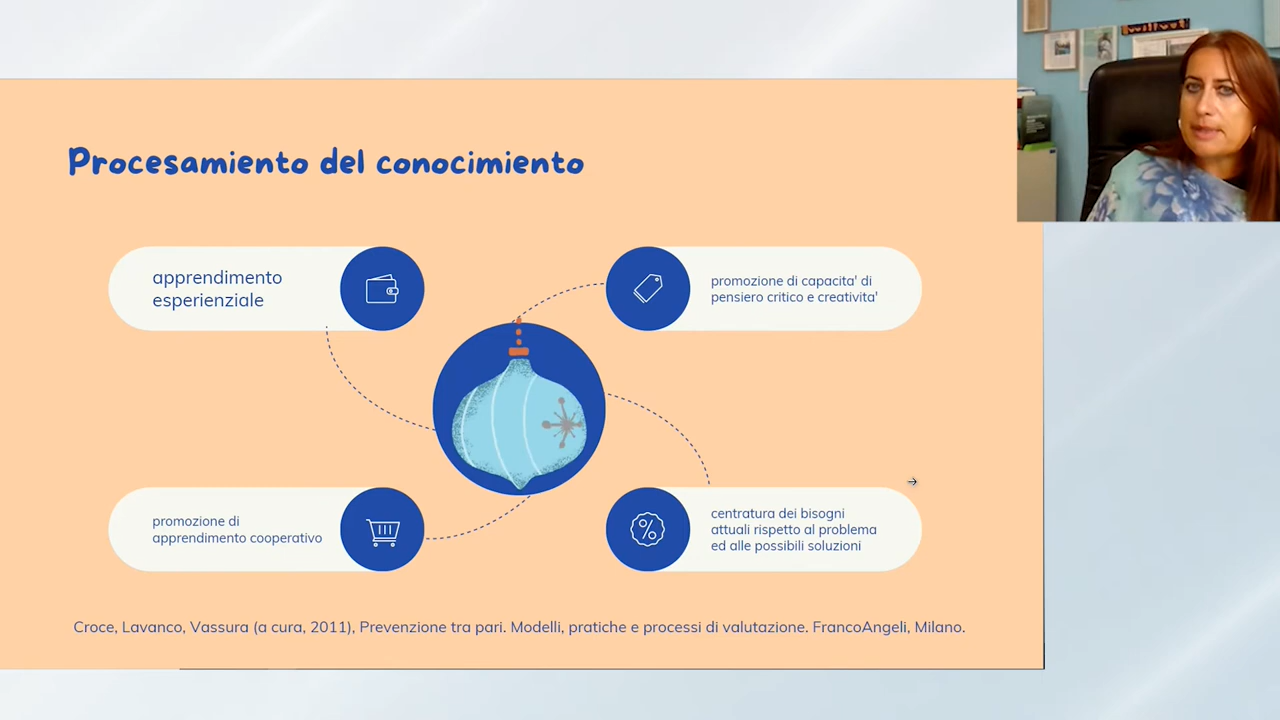 Procesamiento del conocimiento
apprendimento
esperienziale
promozione di capacita' di
pensiero critico e creativita'
promozione di
apprendimento cooperativo
%
centratura dei bisogni
attuali rispetto al problema
ed alle possibili soluzioni
Croce, Lavanco, Vassura (a cura, 2011), Prevenzione tra pari. Modelli, pratiche e processi di valutazione. FrancoAngeli, Milano.